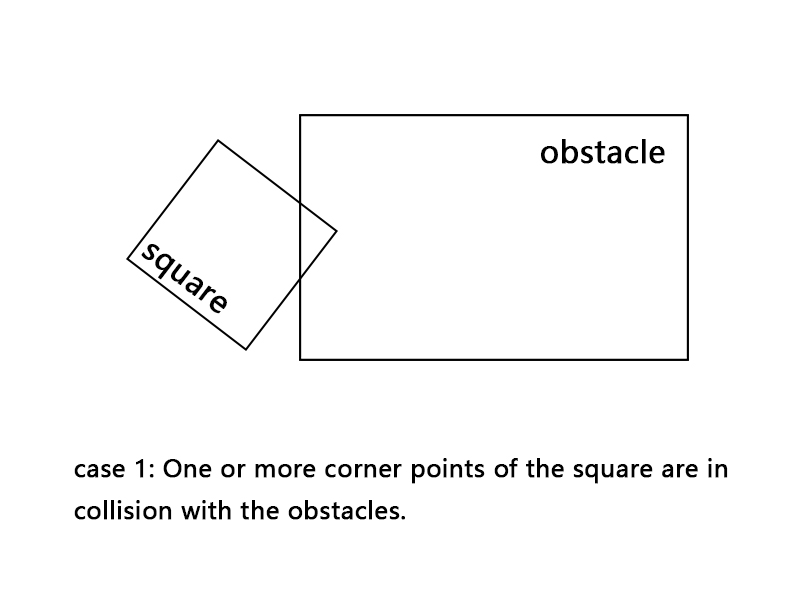 obstacle
square
case 1: One or more corner points of the square are in
collision with the obstacles.